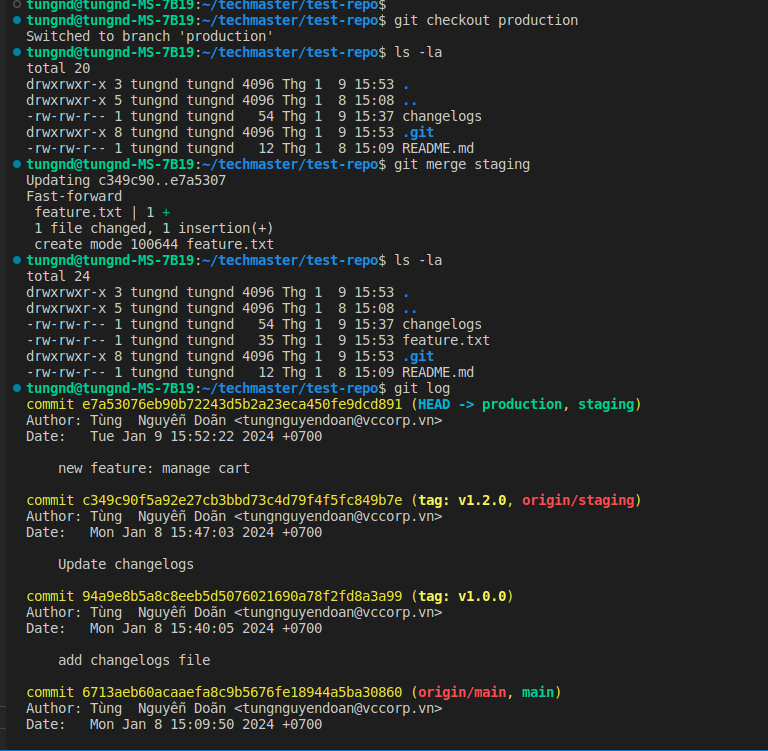 tungnd@tungnd-MS-7B19:~/techmaster/test-repo$
tungnd@tungnd-MS-7B19:~/techmaster/test-repo$ git checkout production
Switched to branch 'production'
tungnd@tungnd-MS-7B19:~/techmaster/test-repo$ ls -la
total 20
drwxrwxr-x 3 tungnd tungnd 4096 Thg 1  9 15:53 .
drwxrwxr-x 5 tungnd tungnd 4096 Thg 1  8 15:08 ..
-rw-rw-r-- 1 tungnd tungnd   54 Thg 1  9 15:37 changelogs
drwxrwxr-x 8 tungnd tungnd 4096 Thg 1  9 15:53 .git
-rw-rw-r-- 1 tungnd tungnd   12 Thg 1  8 15:09 README.md
tungnd@tungnd-MS-7B19:~/techmaster/test-repo$ git merge staging
Updating c349c90..e7a5307
Fast-forward
 feature.txt | 1 +
 1 file changed, 1 insertion(+)
 create mode 100644 feature.txt
tungnd@tungnd-MS-7B19:~/techmaster/test-repo$ ls -la
total 24
drwxrwxr-x 3 tungnd tungnd 4096 Thg 1  9 15:53 .
drwxrwxr-x 5 tungnd tungnd 4096 Thg 1  8 15:08 ..
-rw-rw-r-- 1 tungnd tungnd   54 Thg 1  9 15:37 changelogs
-rw-rw-r-- 1 tungnd tungnd   35 Thg 1  9 15:53 feature.txt
drwxrwxr-x 8 tungnd tungnd 4096 Thg 1  9 15:53 .git
-rw-rw-r-- 1 tungnd tungnd   12 Thg 1  8 15:09 README.md
tungnd@tungnd-MS-7B19:~/techmaster/test-repo$ git log
commit e7a53076eb90b72243d5b2a23eca450fe9dcd891 (HEAD -> production, staging)
Author: Tùng  Nguyễñ Doãn <tungnguyendoan@vccorp.vn>
Date:   Tue Jan 9 15:52:22 2024 +0700

    new feature: manage cart

commit c349c90f5a92e27cb3bbd73c4d79f4f5fc849b7e (tag: v1.2.0, origin/staging)
Author: Tùng  Nguyễñ Doãn <tungnguyendoan@vccorp.vn>
Date:   Mon Jan 8 15:47:03 2024 +0700

    Update changelogs

commit 94a9e8b5a8c8eeb5d5076021690a78f2fd8a3a99 (tag: v1.0.0)
Author: Tùng  Nguyễñ Doãn <tungnguyendoan@vccorp.vn>
Date:   Mon Jan 8 15:40:05 2024 +0700

    add changelogs file

commit 6713aeb60acaaefa8c9b5676fe18944a5ba30860 (origin/main, main)
Author: Tùng  Nguyễñ Doãn <tungnguyendoan@vccorp.vn>
Date:   Mon Jan 8 15:09:50 2024 +0700